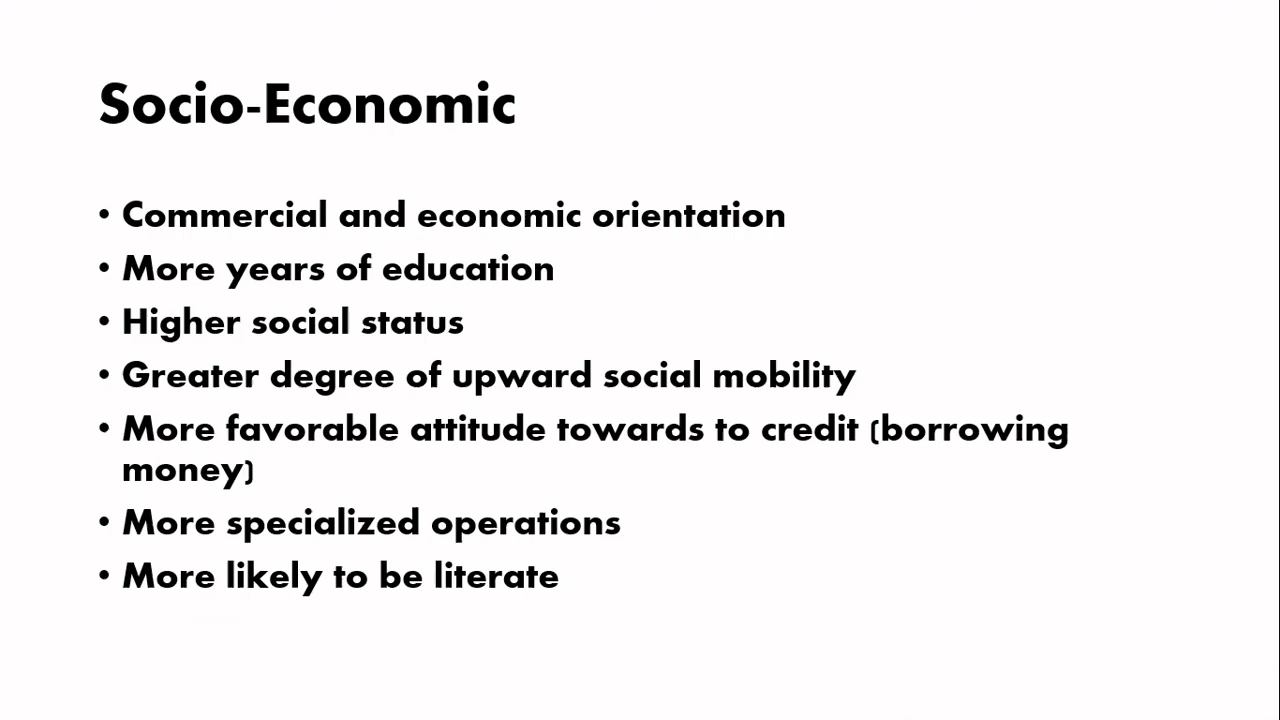 Socio-Economic
• Commercial and economic orientation
• More years of education
• Higher social status
• Greater degree of upward social mobility
• More favorable attitude towards to credit (borrowing
money)
• More specialized operations
• More likely to be literate